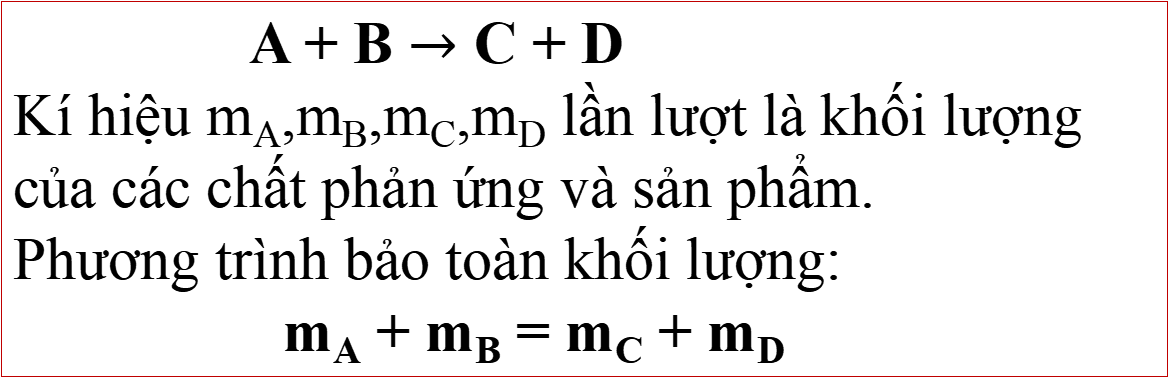 A + B → C + D
Kí hiệu mA,mB,mC,mD lần lượt là khối lượng
của các chất phản ứng và sản phẩm.
Phương trình bảo toàn khối lượng:
mA + mB = mC + mD